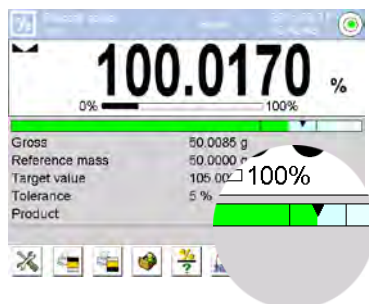 100.0170 %
0% 100%
Gross 50.0085 g
Reference mass 50.0000 g
Target value 105.00
Tolerance 5 %
Product
100%